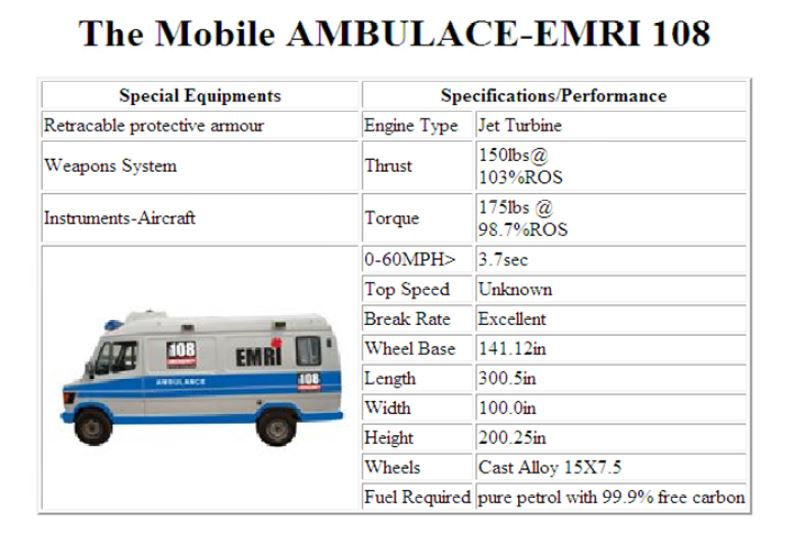 The Mobile AMBULACE-EMRI 108
Special Equipments
Specifications/Performance
Retracable protective armour
Engine Type
Jet Turbine
Weapons System
Thrust
150lbs@
103%ROS
Instruments-Aircraft
Torque
175lbs @
98.7%ROS
0-60MPH>
3.7sec
Top Speed
Unknown
Break Rate
Excellent
Wheel Base
141.12in
Length
300.5in
Width
100.0in
Height
200.25in
Wheels
Cast Alloy 15X7.5
Fuel Required
pure petrol with 99.9% free carbon
108
EMRI
AMBULANCE
108